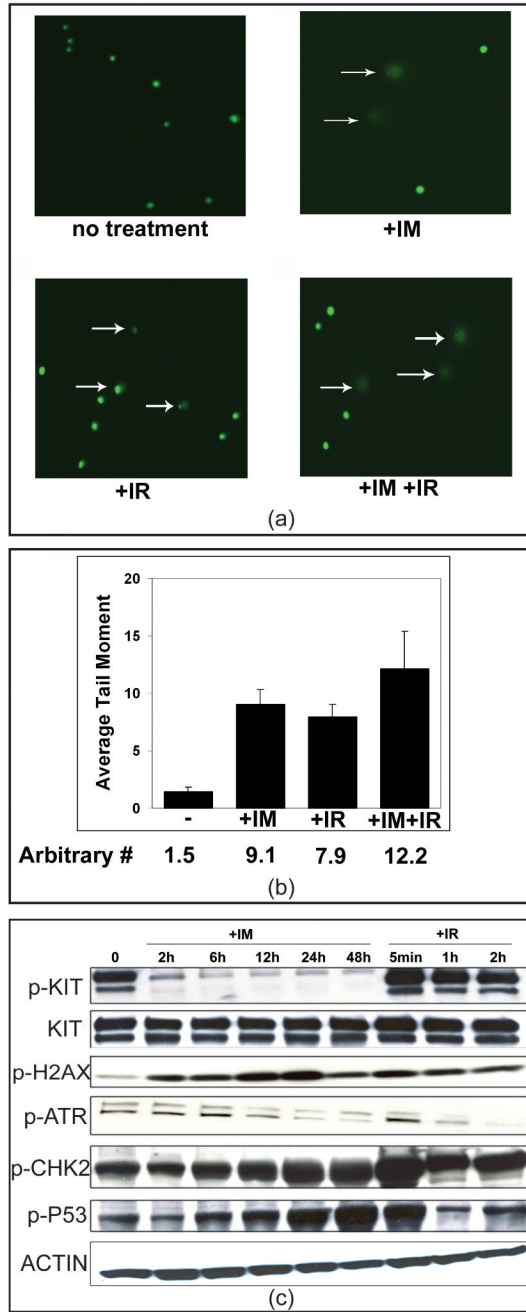 no treatment
+IM
+IR
+IM +IR
(a)
20
15
10
5
0
Average Tail Moment
- +IM +IR +IM+IR
Arbitrary # 1.5 9.1 7.9 12.2
(b)
+IM +IR
0 2h 6h 12h 24h 48h 5min 1h 2h
p-KIT
KIT
p-H2AX
p-ATR
p-CHK2
p-P53
ACTIN
(c)